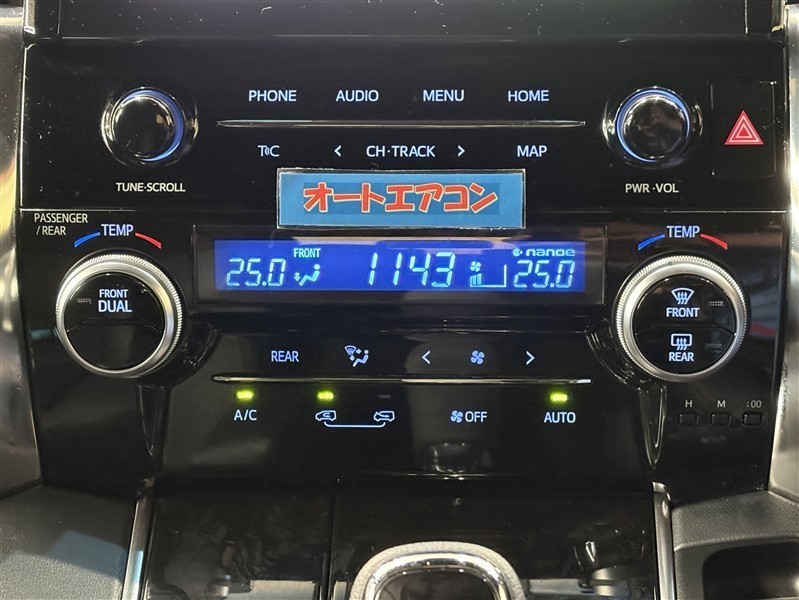 PHONE AUDIO MENU HOME
CH·TRACK MAP
TUNE·SCROLL PWR·VOL
オートエアコン
PASSENGER
/ REAR
TEMP TEMP
FRONT nanoe
25.0 1143 25.0
FRONT
DUAL
FRONT
REAR
REAR
A/C OFF AUTO
H M :00